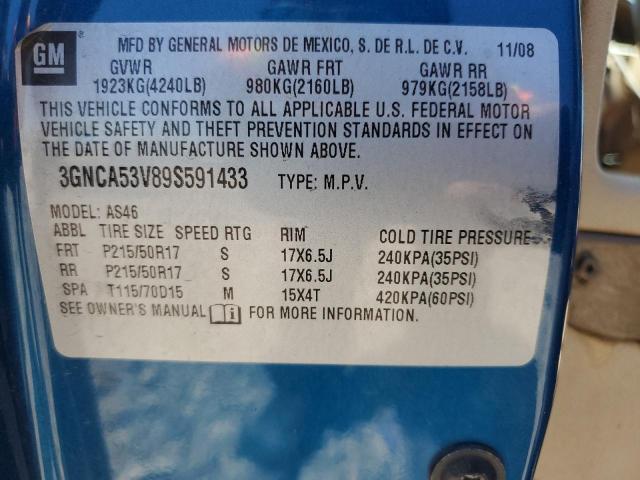 GM
MFD BY GENERAL MOTORS DE MEXICO, S. DE R.L. DE C.V. 11/08
GVWR GAWR FRT GAWR RR
1923KG(4240LB) 980KG(2160LB) 979KG(2158LB)
THIS VEHICLE CONFORMS TO ALL APPLICABLE U.S. FEDERAL MOTOR
VEHICLE SAFETY AND THEFT PREVENTION STANDARDS IN EFFECT ON
THE DATE OF MANUFACTURE SHOWN ABOVE.
3GNCA53V89S591433 TYPE: M.P.V.
MODEL: AS46
ABBL TIRE SIZE SPEED RTG RIM COLD TIRE PRESSURE
FRT P215/50R17 S 17X6.5J 240KPA(35PSI)
RR P215/50R17 S 17X6.5J 240KPA(35PSI)
SPA T115/70D15 M 15X4T 420KPA(60PSI)
SEE OWNER'S MANUAL i FOR MORE INFORMATION.